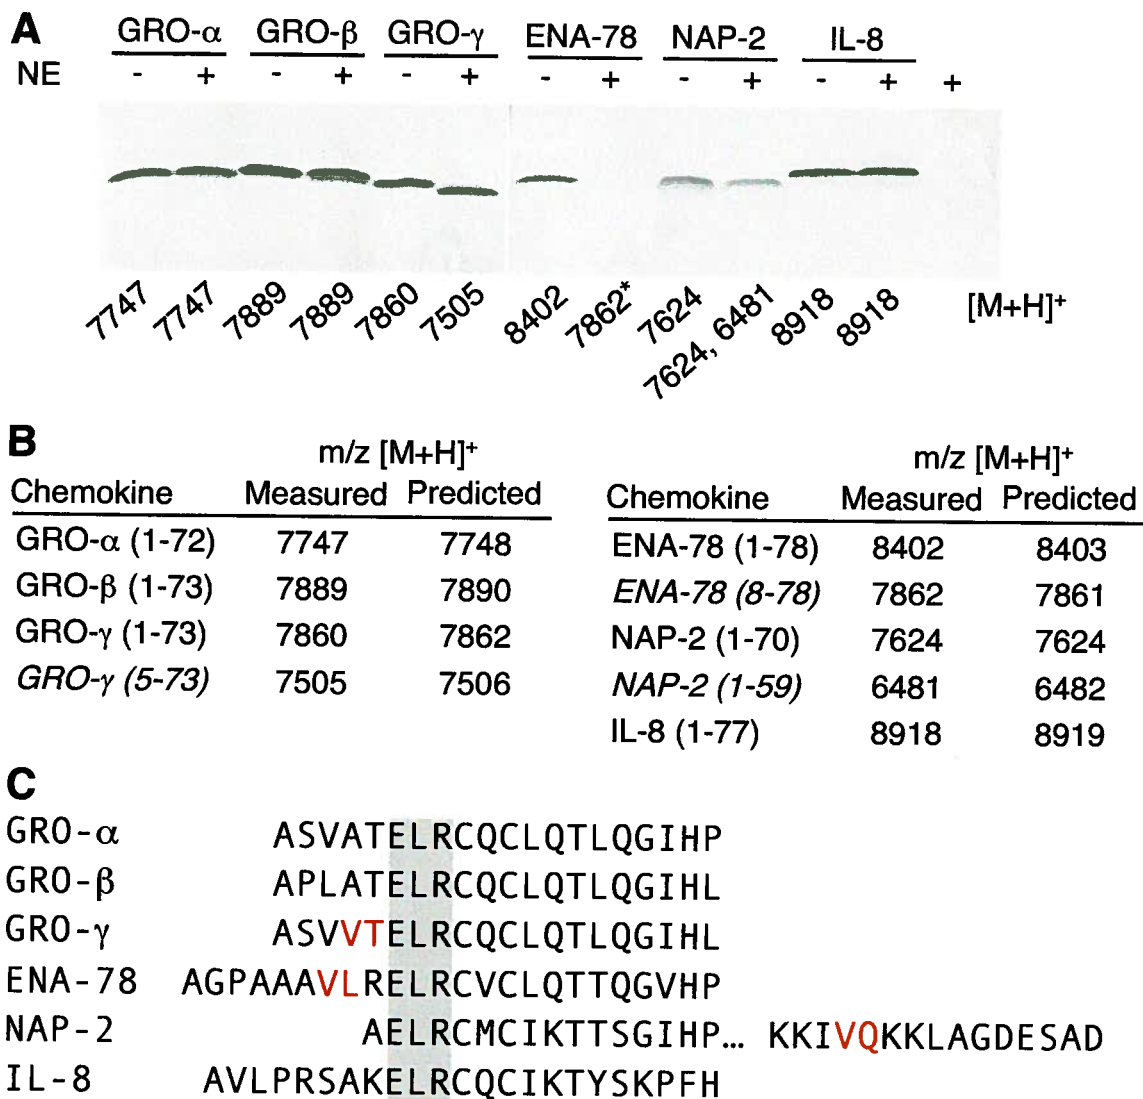 A
GRO-α GRO-β GRO-γ ENA-78 NAP-2 IL-8
NE - + - + - + - + - + - + +
7747 7747 7889 7889 7860 7505 8402 7862* 7624 7624, 6481 8918 8918 [M+H]+
B
m/z [M+H]+
Chemokine Measured Predicted
GRO-α (1-72) 7747 7748
GRO-β (1-73) 7889 7890
GRO-γ (1-73) 7860 7862
GRO-γ (5-73) 7505 7506
m/z [M+H]+
Chemokine Measured Predicted
ENA-78 (1-78) 8402 8403
ENA-78 (8-78) 7862 7861
NAP-2 (1-70) 7624 7624
NAP-2 (1-59) 6481 6482
IL-8 (1-77) 8918 8919
C
GRO-α ASVATELRCQCLQTLQGIHP
GRO-β APLATELRCQCLQTLQGIHL
GRO-γ ASVVTELRCQCLQTLQGIHL
ENA-78 AGPAAAVLRELRCVCLQTTQGVHP
NAP-2 AELRCMCIKTTSGIHP... KKIVQKKLAGDESAD
IL-8 AVLPRSAKELRCQCIKTYSKPFH